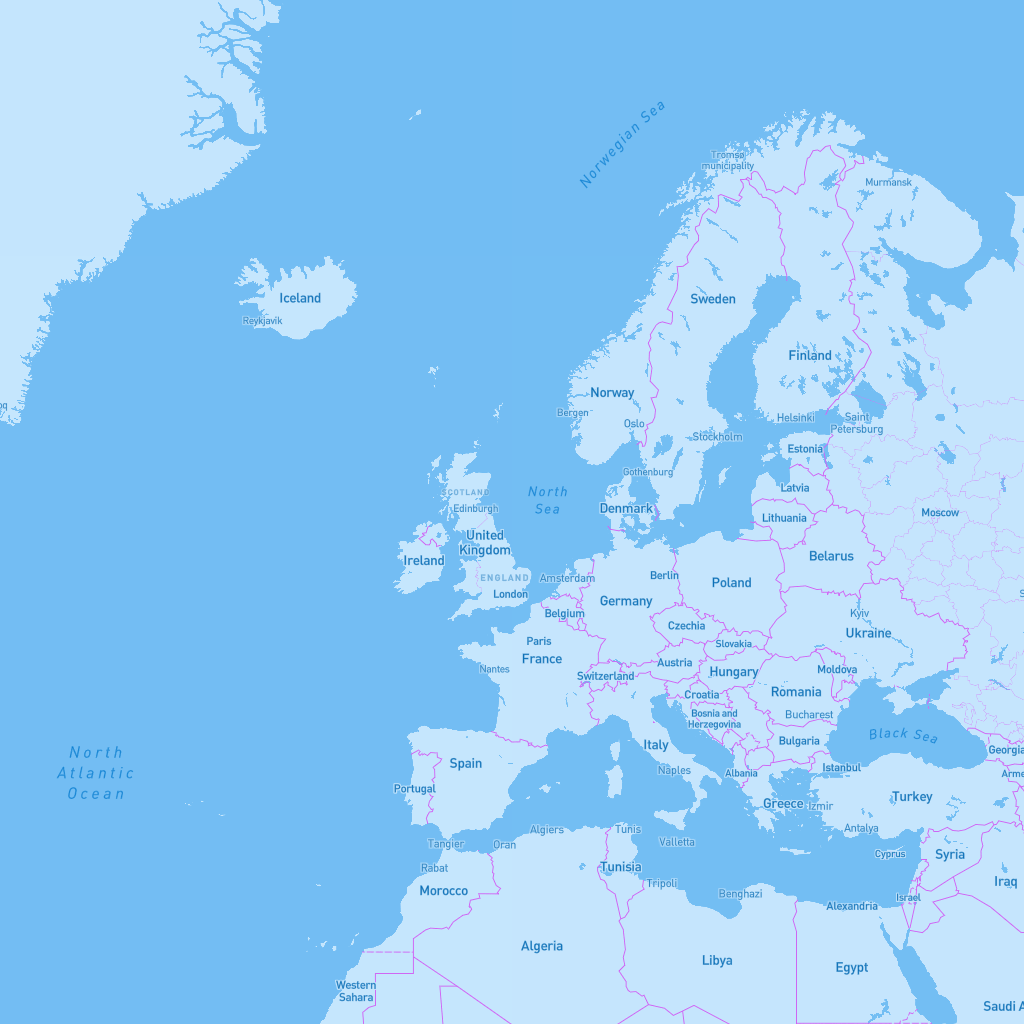 Norwegian Sea
Tromsø
municipality
Murmansk
Iceland
Reykjavik
Sweden
Finland
Norway
Bergen
Oslo
Helsinki
Saint
Petersburg
Stockholm
Estonia
Gothenburg
Latvia
SCOTLAND
Edinburgh
North
Sea
Denmark
Lithuania
Moscow
United
Kingdom
Ireland
Belarus
ENGLAND
London
Amsterdam
Berlin
Poland
Germany
Belgium
Kyiv
Ukraine
Czechia
Paris
France
Slovakia
Nantes
Austria
Switzerland
Hungary
Moldova
Croatia
Romania
Bosnia and
Herzegovina
Bucharest
Black Sea
Bulgaria
Italy
Georgia
North
Atlantic
Ocean
Spain
Naples
Albania
Istanbul
Portugal
Greece
Izmir
Turkey
Antalya
Tangier
Oran
Algiers
Tunis
Valletta
Cyprus
Syria
Rabat
Tunisia
Morocco
Tripoli
Benghazi
Alexandria
Israel
Iraq
Algeria
Libya
Egypt
Western
Sahara
Saudi A
Arme